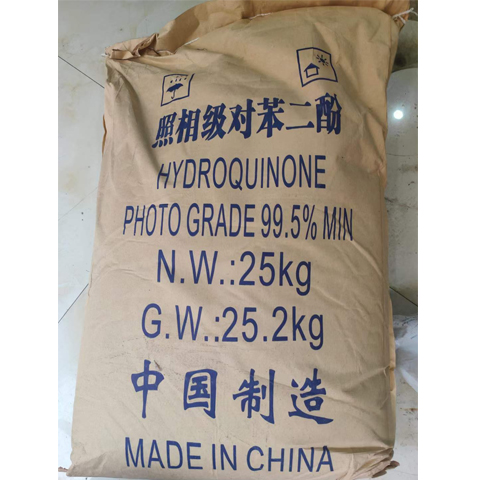 照相级对苯二酚
HYDROQUINONE
PHOTO GRADE 99.5% MIN
N.W.:25kg
G.W.:25.2kg
中国制造
MADE IN CHINA